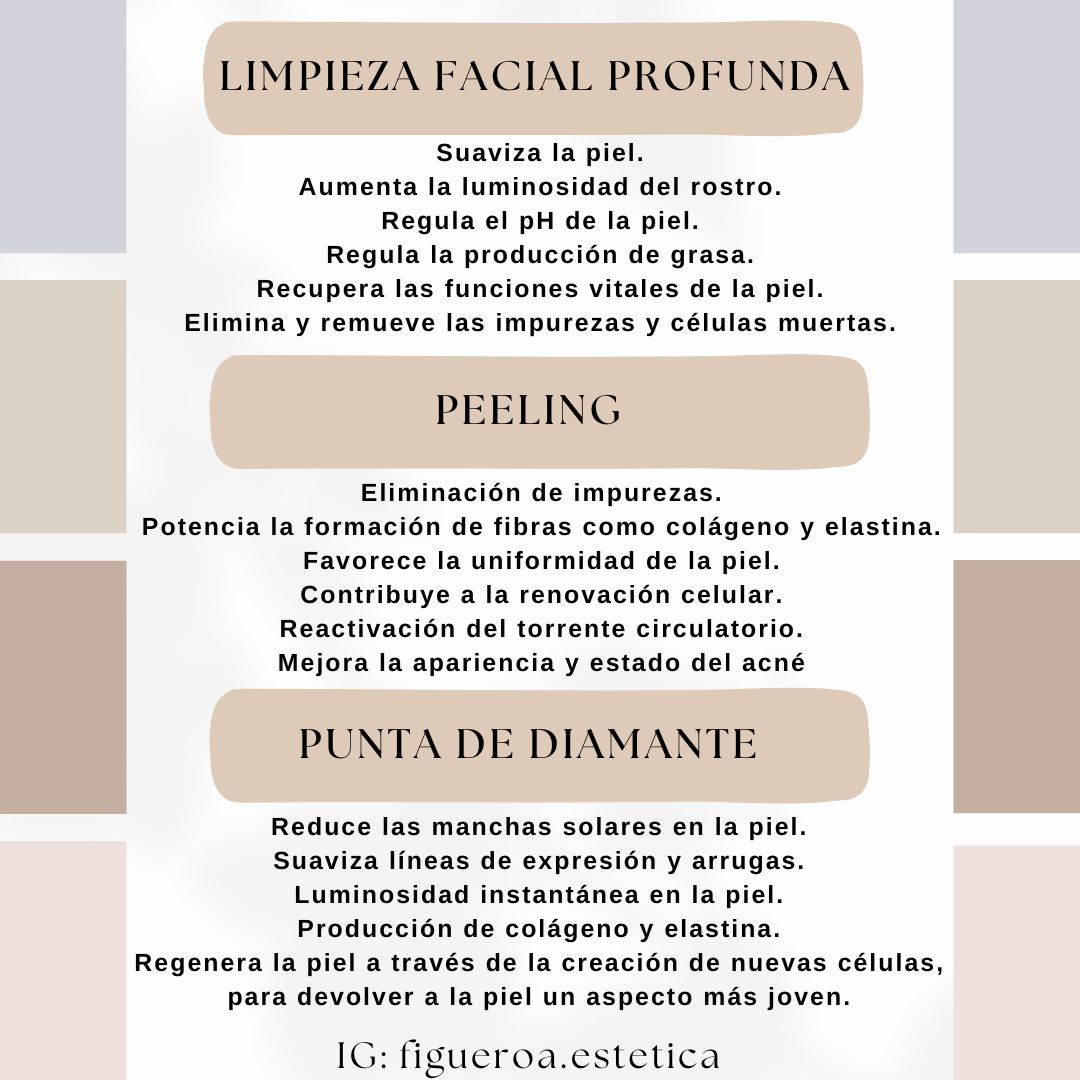 LIMPIEZA FACIAL PROFUNDA
Suaviza la piel.
Aumenta la luminosidad del rostro.
Regula el pH de la piel.
Regula la producción de grasa.
Recupera las funciones vitales de la piel.
Elimina y remueve las impurezas y células muertas.
PEELING
Eliminación de impurezas.
Potencia la formación de fibras como colágeno y elastina.
Favorece la uniformidad de la piel.
Contribuye a la renovación celular.
Reactivación del torrente circulatorio.
Mejora la apariencia y estado del acné
PUNTA DE DIAMANTE
Reduce las manchas solares en la piel.
Suaviza líneas de expresión y arrugas.
Luminosidad instantánea en la piel.
Producción de colágeno y elastina.
Regenera la piel a través de la creación de nuevas células,
para devolver a la piel un aspecto más joven.
IG: figueroa.estetica